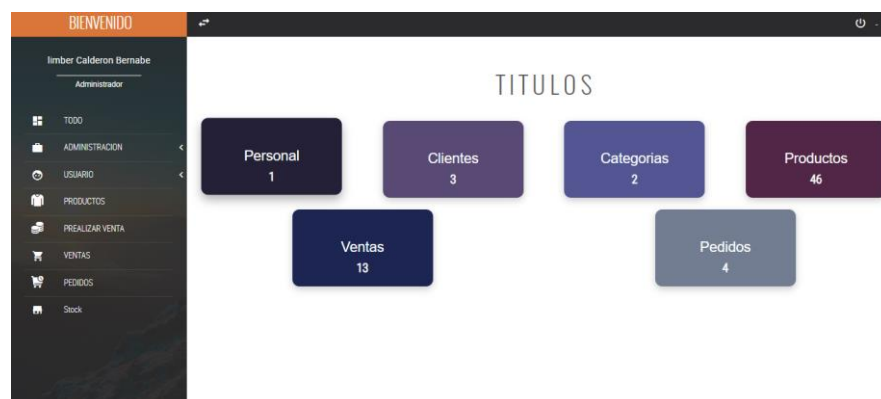 BIENVENIDO
limber Calderon Bernabe
Administrador
TODO
ADMINISTRACION
USUARIO
PRODUCTOS
PREALIZAR VENTA
VENTAS
PEDIDOS
Stock
TITULOS
Personal
1
Clientes
3
Categorias
2
Productos
46
Ventas
13
Pedidos
4